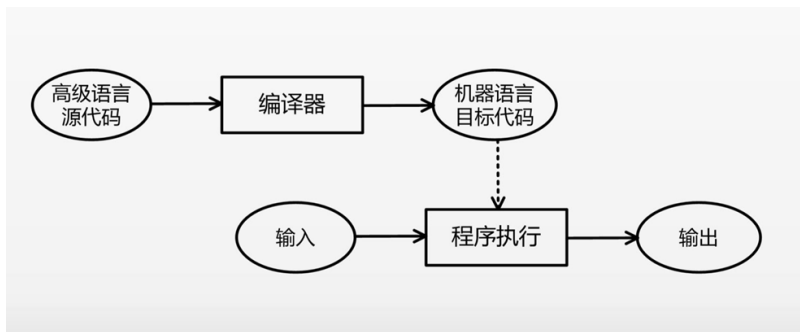 高级语言
源代码
编译器
机器语言
目标代码
输入
程序执行
输出